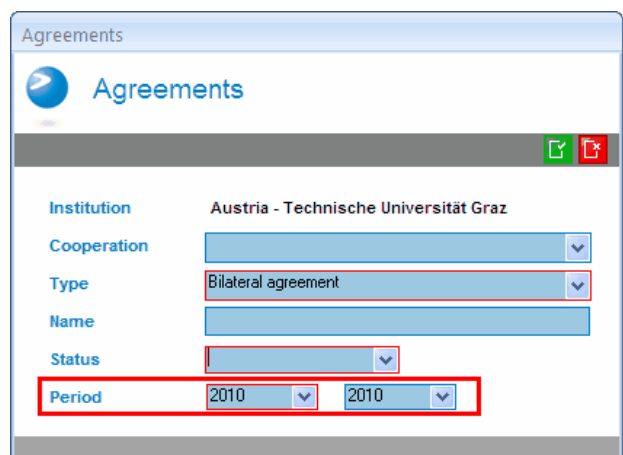 Agreements
Agreements
Institution Austria - Technische Universität Graz
Cooperation
Type Bilateral agreement
Name
Status
Period 2010 2010